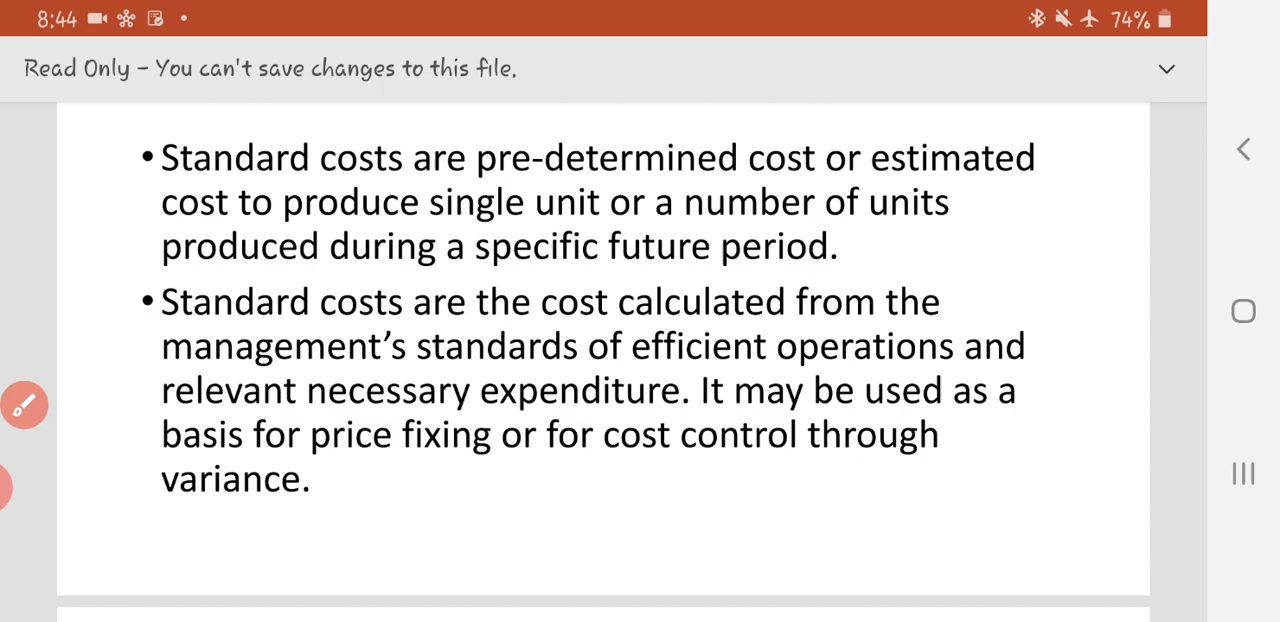 8:44
74%
Read Only – You can't save changes to this file.
• Standard costs are pre-determined cost or estimated
cost to produce single unit or a number of units
produced during a specific future period.
• Standard costs are the cost calculated from the
management’s standards of efficient operations and
relevant necessary expenditure. It may be used as a
basis for price fixing or for cost control through
variance.